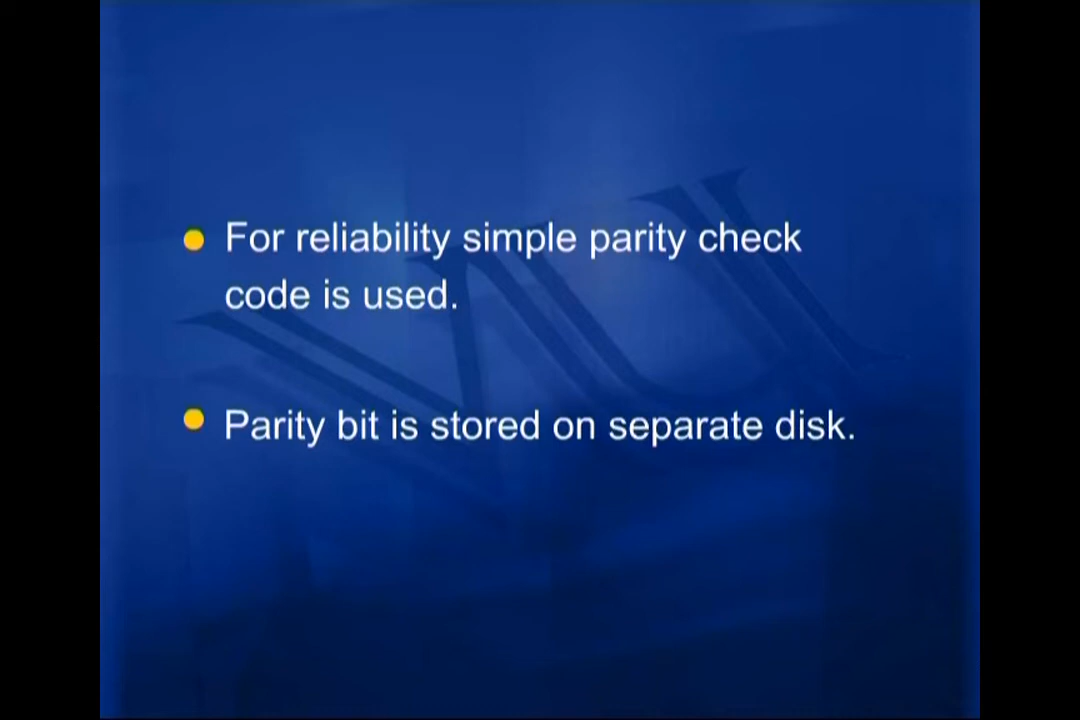 For reliability simple parity check
code is used.
Parity bit is stored on separate disk.